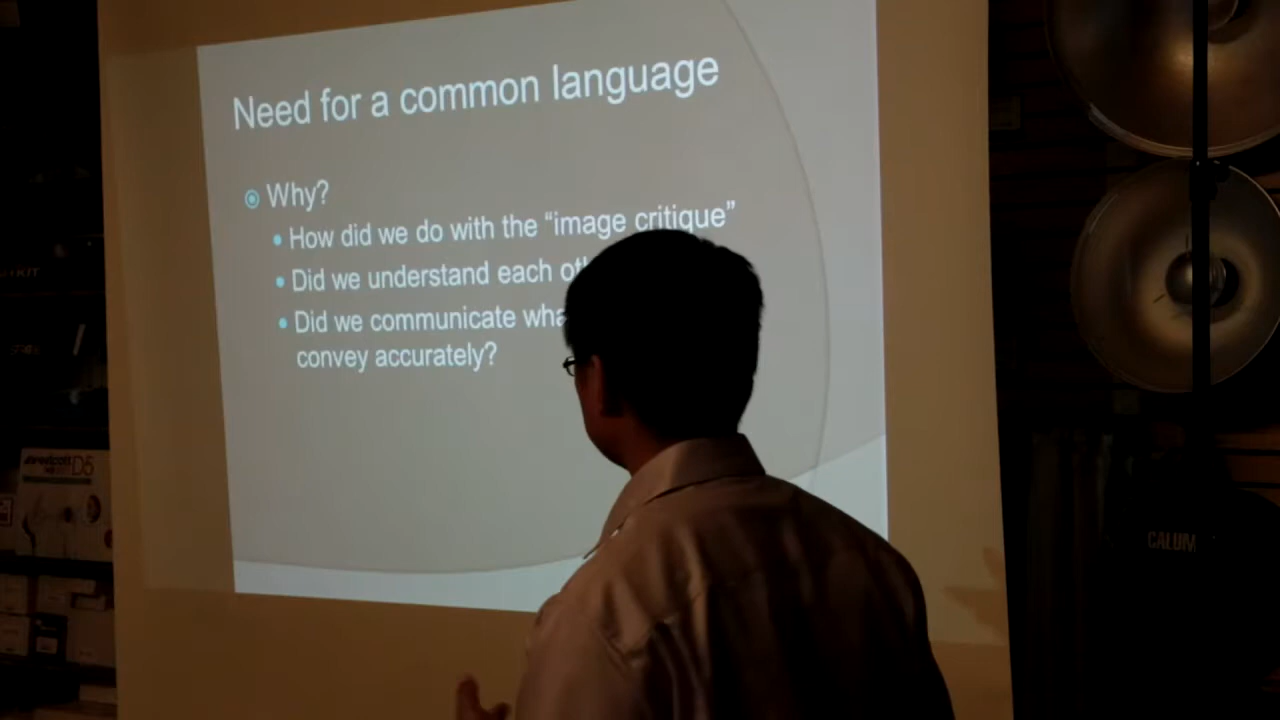 Need for a common language
Why?
How did we do with the “image critique”
Did we understand each
Did we communicate
convey accurately?
D5
CALUM